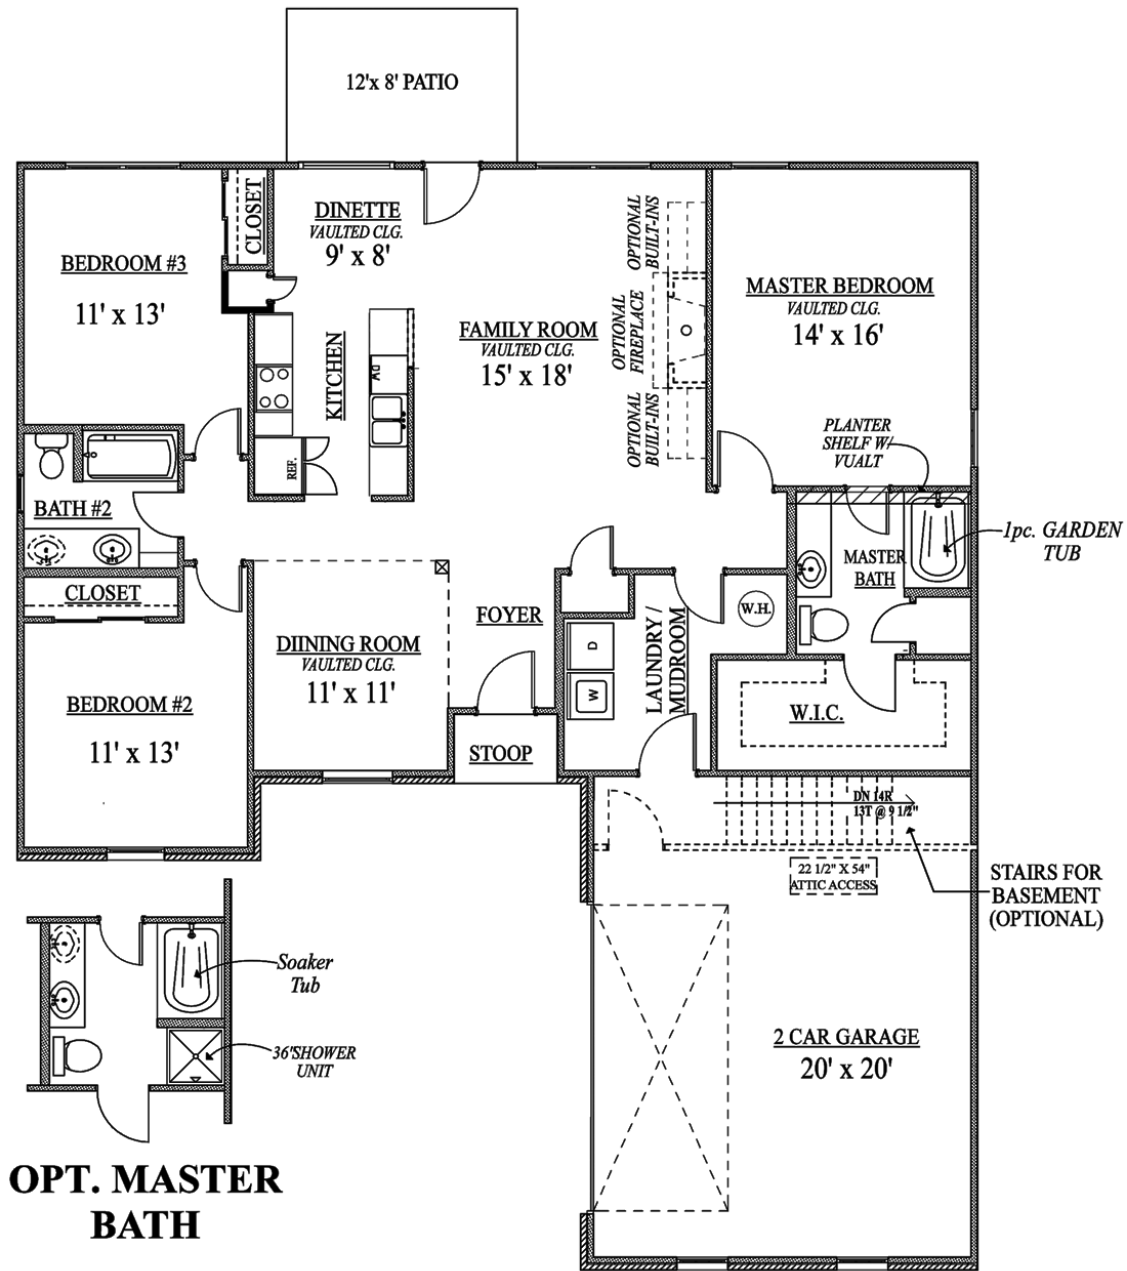 12'x 8' PATIO
CLOSET
DINETTE
VAULTED CLG.
9' x 8'
BEDROOM #3
11' x 13'
KITCHEN
DW
REF.
FAMILY ROOM
VAULTED CLG.
15' x 18'
OPTIONAL
BUILT-INS
OPTIONAL
FIREPLACE
OPTIONAL
BUILT-INS
MASTER BEDROOM
VAULTED CLG.
14' x 16'
PLANTER
SHELF W/
VUALT
BATH #2
CLOSET
1pc. GARDEN
TUB
MASTER
BATH
W.H.
FOYER
LAUNDRY /
MUDROOM
D
W
DIINING ROOM
VAULTED CLG.
11' x 11'
BEDROOM #2
11' x 13'
W.I.C.
STOOP
DN 14R
13T @ 9 1/2"
22 1/2" X 54"
ATTIC ACCESS
STAIRS FOR
BASEMENT
(OPTIONAL)
Soaker
Tub
36"SHOWER
UNIT
2 CAR GARAGE
20' x 20'
OPT. MASTER
BATH